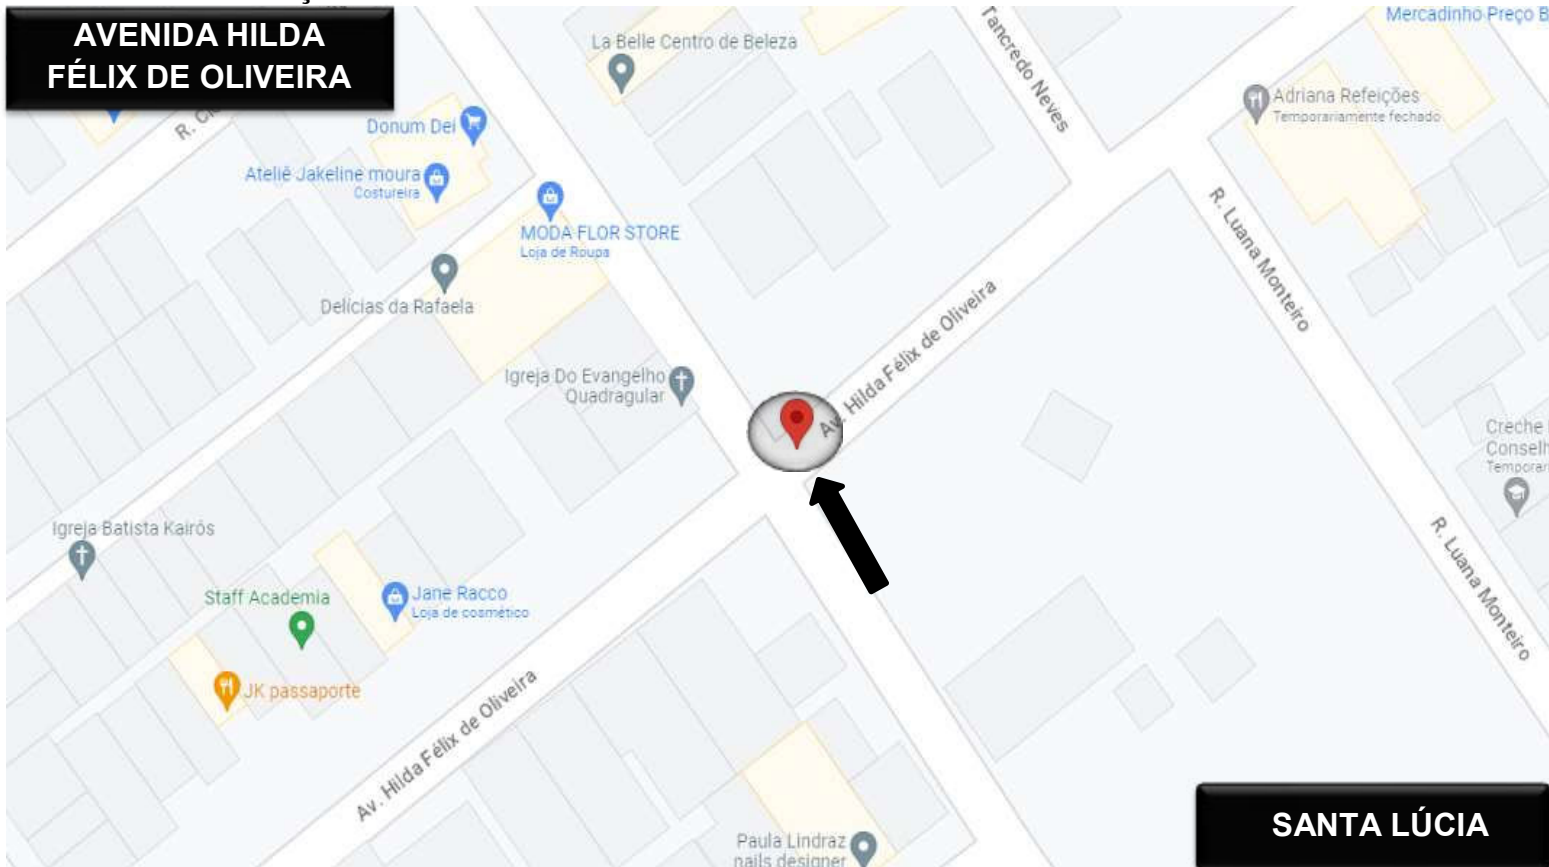 AVENIDA HILDA
FÉLIX DE OLIVEIRA
La Belle Centro de Beleza
Tancredo Neves
Mercadinho Preço B
Adriana Refeições
Temporariamente fechado
R.
Donum Dei
Ateliê Jakeline moura
Costureira
MODA FLOR STORE
Loja de Roupa
R. Luana Monteiro
Delícias da Rafaela
Av. Hilda Félix de Oliveira
Igreja Do Evangelho
Quadragular
Creche
Conselh
Temporar
Igreja Batista Kairós
R. Luana Monteiro
Staff Academia
Jane Racco
Loja de cosmético
JK passaporte
Av. Hilda Félix de Oliveira
Paula Lindraz
nails designer
SANTA LÚCIA